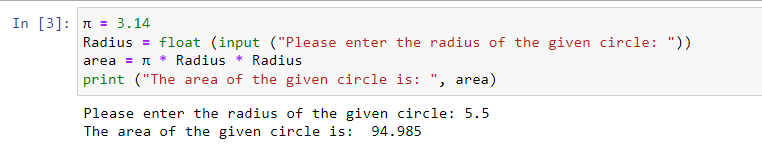 In [3]: π = 3.14
Radius = float (input ("Please enter the radius of the given circle: "))
area = π * Radius * Radius
print ("The area of the given circle is: ", area)
Please enter the radius of the given circle: 5.5
The area of the given circle is:  94.985